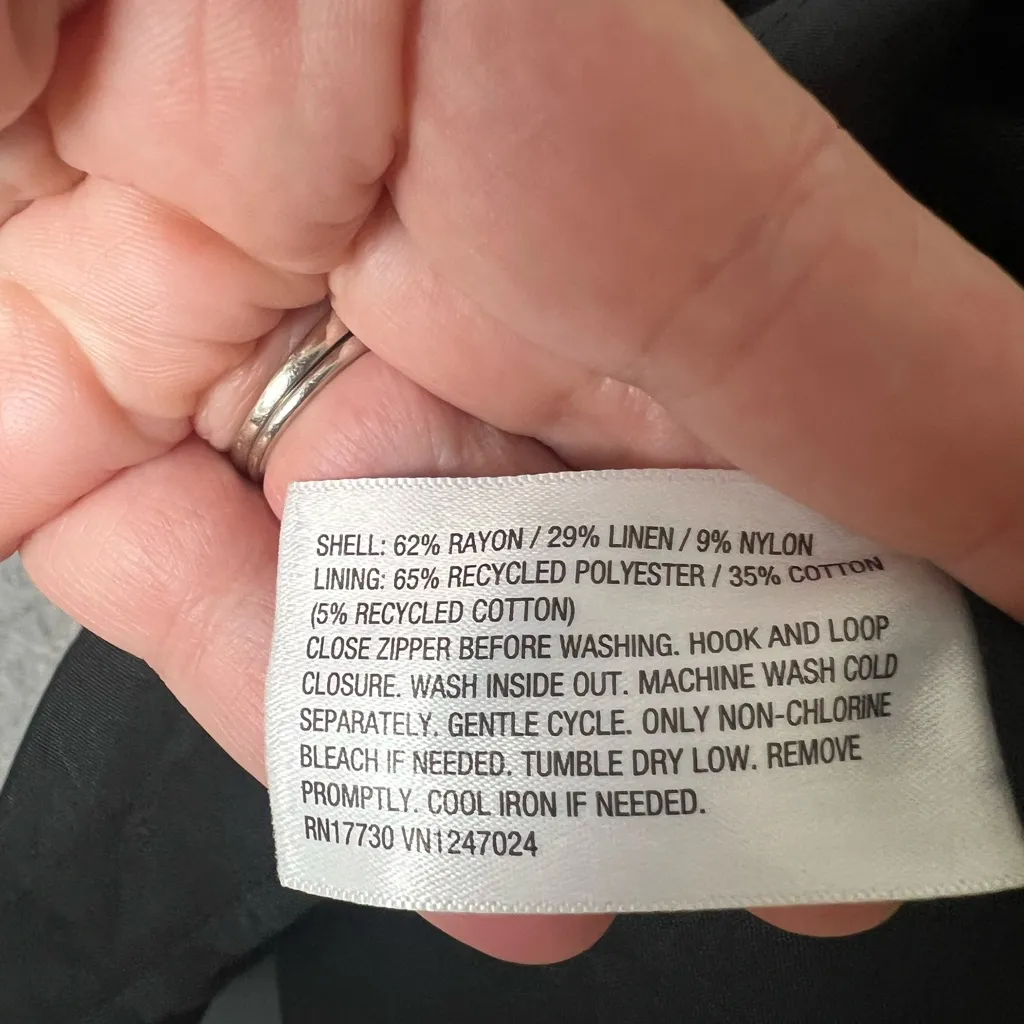 SHELL: 62% RAYON / 29% LINEN / 9% NYLON
LINING: 65% RECYCLED POLYESTER / 35% COTTON
(5% RECYCLED COTTON)
CLOSE ZIPPER BEFORE WASHING. HOOK AND LOOP
CLOSURE. WASH INSIDE OUT. MACHINE WASH COLD
SEPARATELY. GENTLE CYCLE. ONLY NON-CHLORINE
BLEACH IF NEEDED. TUMBLE DRY LOW. REMOVE
PROMPTLY. COOL IRON IF NEEDED.
RN17730 VN1247024